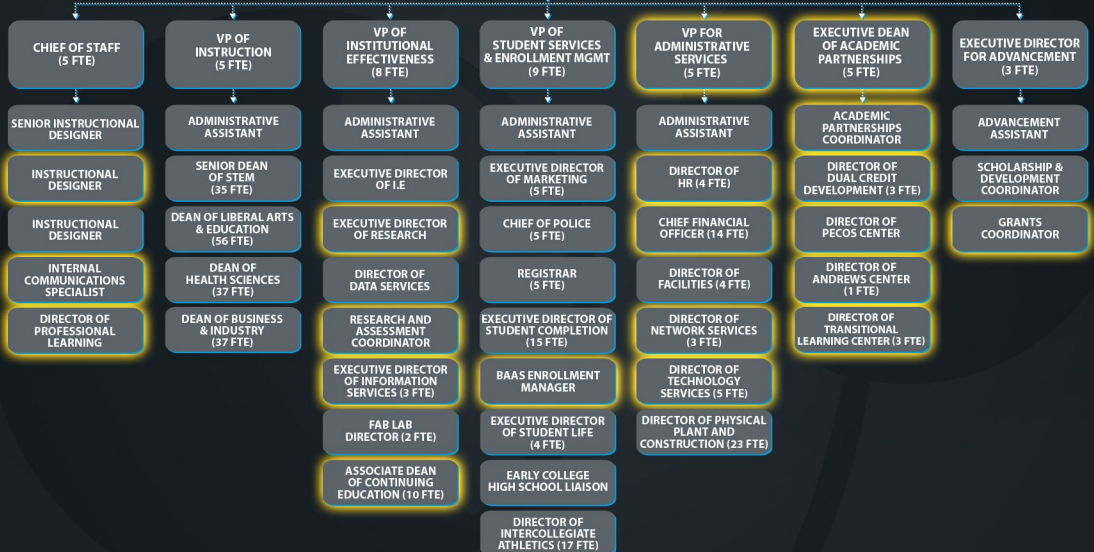 CHIEF OF STAFF
(5 FTE)
SENIOR INSTRUCTIONAL
DESIGNER
INSTRUCTIONAL
DESIGNER
INSTRUCTIONAL
DESIGNER
INTERNAL
COMMUNICATIONS
SPECIALIST
DIRECTOR OF
PROFESSIONAL
LEARNING
VP OF
INSTRUCTION
(5 FTE)
ADMINISTRATIVE
ASSISTANT
SENIOR DEAN
OF STEM
(35 FTE)
DEAN OF LIBERAL ARTS
& EDUCATION
(56 FTE)
DEAN OF
HEALTH SCIENCES
(37 FTE)
DEAN OF BUSINESS
& INDUSTRY
(37 FTE)
VP OF
INSTITUTIONAL
EFFECTIVENESS
(8 FTE)
ADMINISTRATIVE
ASSISTANT
EXECUTIVE DIRECTOR
OF I.E
EXECUTIVE DIRECTOR
OF RESEARCH
DIRECTOR OF
DATA SERVICES
RESEARCH AND
ASSESSMENT
COORDINATOR
EXECUTIVE DIRECTOR
OF INFORMATION
SERVICES (3 FTE)
FAB LAB
DIRECTOR (2 FTE)
ASSOCIATE DEAN
OF CONTINUING
EDUCATION (10 FTE)
VP OF
STUDENT SERVICES
& ENROLLMENT MGMT
(9 FTE)
ADMINISTRATIVE
ASSISTANT
EXECUTIVE DIRECTOR
OF MARKETING
(5 FTE)
CHIEF OF POLICE
(5 FTE)
REGISTRAR
(5 FTE)
EXECUTIVE DIRECTOR OF
STUDENT COMPLETION
(15 FTE)
BAAS ENROLLMENT
MANAGER
EXECUTIVE DIRECTOR
OF STUDENT LIFE
(4 FTE)
EARLY COLLEGE
HIGH SCHOOL LIAISON
DIRECTOR OF
INTERCOLLEGIATE
ATHLETICS (17 FTE)
VP FOR
ADMINISTRATIVE
SERVICES
(5 FTE)
ADMINISTRATIVE
ASSISTANT
DIRECTOR OF
HR (4 FTE)
CHIEF FINANCIAL
OFFICER (14 FTE)
DIRECTOR OF
FACILITIES (4 FTE)
DIRECTOR OF
NETWORK SERVICES
(3 FTE)
DIRECTOR OF
TECHNOLOGY
SERVICES (5 FTE)
DIRECTOR OF PHYSICAL
PLANT AND
CONSTRUCTION (23 FTE)
EXECUTIVE DEAN
OF ACADEMIC
PARTNERSHIPS
(5 FTE)
ACADEMIC
PARTNERSHIPS
COORDINATOR
DIRECTOR OF
DUAL CREDIT
DEVELOPMENT (3 FTE)
DIRECTOR OF
PECOS CENTER
DIRECTOR OF
ANDREWS CENTER
(1 FTE)
DIRECTOR OF
TRANSITIONAL
LEARNING CENTER (3 FTE)
EXECUTIVE DIRECTOR
FOR ADVANCEMENT
(3 FTE)
ADVANCEMENT
ASSISTANT
SCHOLARSHIP &
DEVELOPMENT
COORDINATOR
GRANTS
COORDINATOR